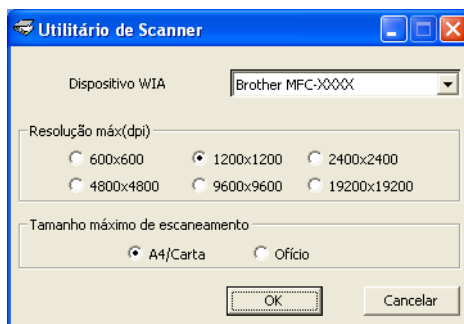 Utilitário de Scanner
Dispositivo WIA Brother MFC-XXXX
Resolução máx(dpi)
600x600 1200x1200 2400x2400
4800x4800 9600x9600 19200x19200
Tamanho máximo de escaneamento
A4/Carta Ofício
OK Cancelar